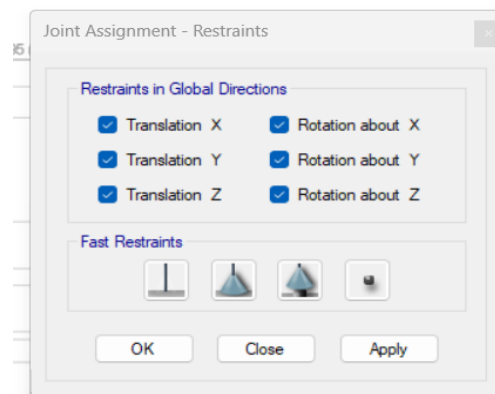 Joint Assignment - Restraints
Restraints in Global Directions
Translation X
Rotation about X
Translation Y
Rotation about Y
Translation Z
Rotation about Z
Fast Restraints
OK
Close
Apply